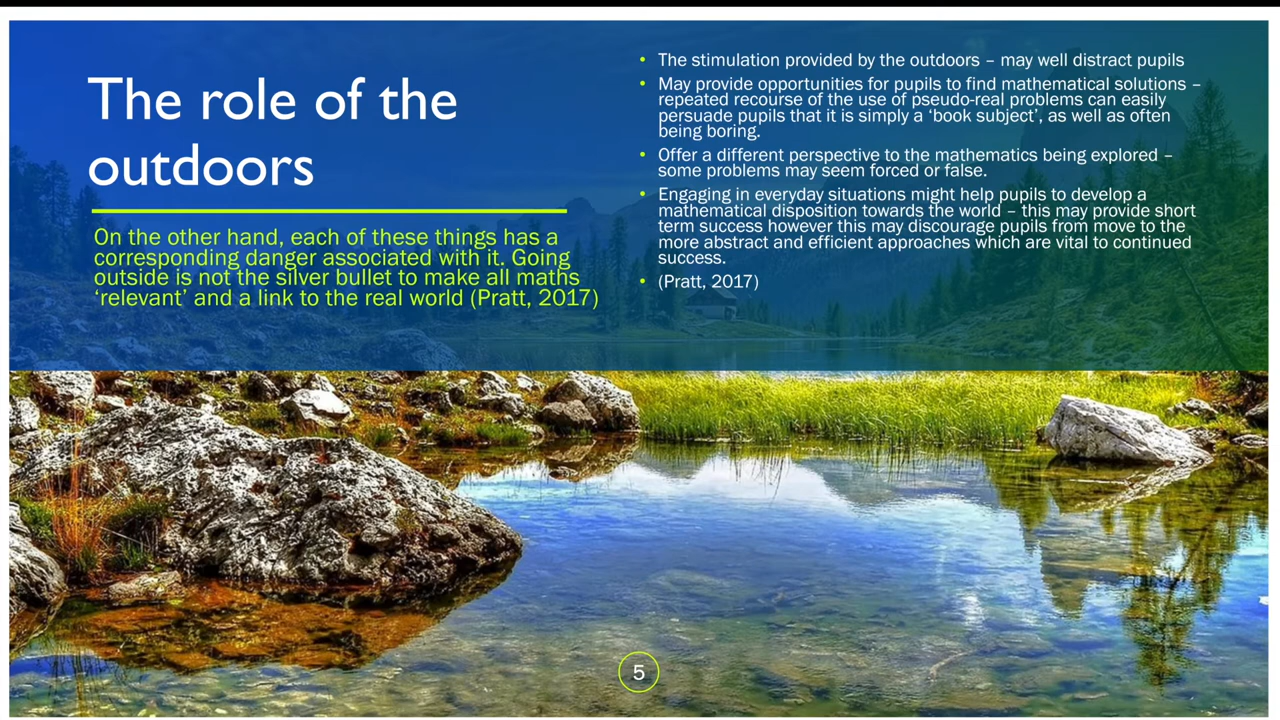 The role of the
outdoors
On the other hand, each of these things has a
corresponding danger associated with it. Going
outside is not the silver bullet to make all maths
‘relevant’ and a link to the real world (Pratt, 2017)
• The stimulation provided by the outdoors – may well distract pupils
• May provide opportunities for pupils to find mathematical solutions –
repeated recourse of the use of pseudo-real problems can easily
persuade pupils that it is simply a ‘book subject’, as well as often
being boring.
• Offer a different perspective to the mathematics being explored –
some problems may seem forced or false.
• Engaging in everyday situations might help pupils to develop a
mathematical disposition towards the world – this may provide short
term success however this may discourage pupils from move to the
more abstract and efficient approaches which are vital to continued
success.
• (Pratt, 2017)
5